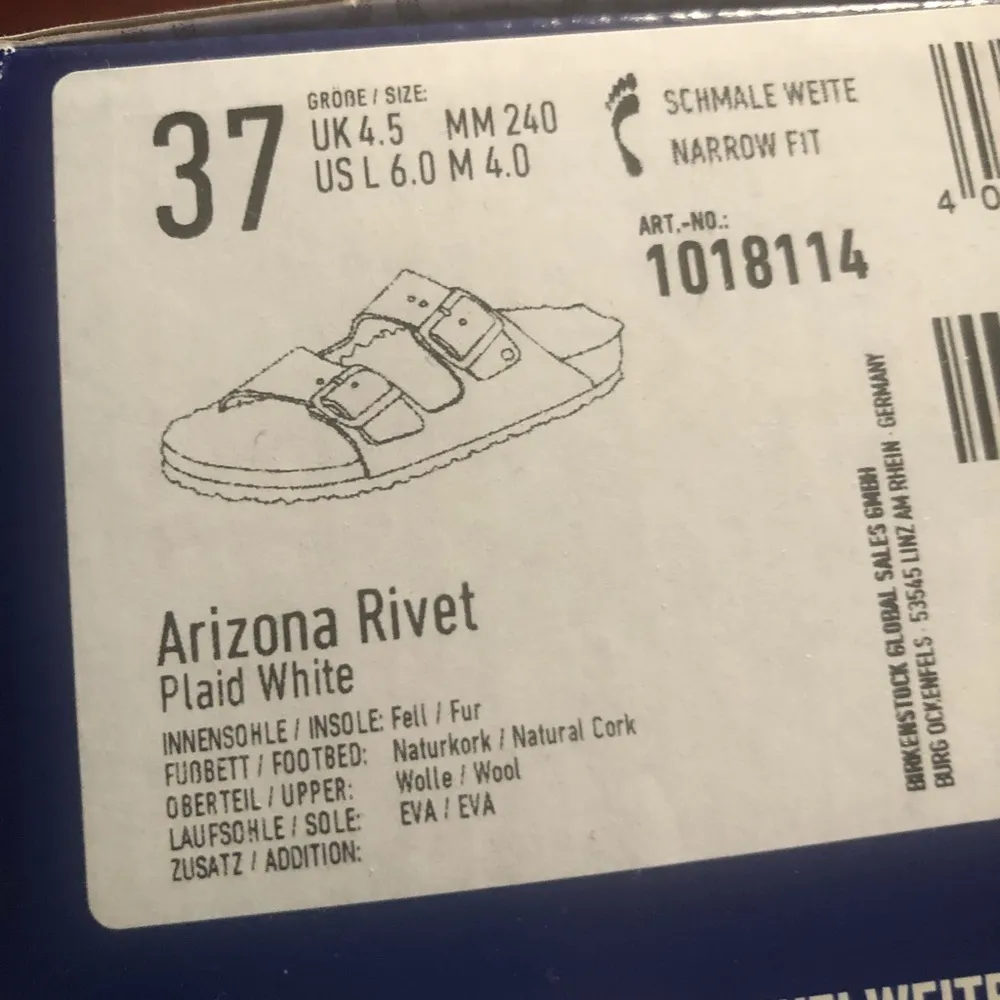 37
GRÖßE / SIZE:
UK 4.5 MM 240
US L 6.0 M 4.0
SCHMALE WEITE
NARROW FIT
ART.-NO.:
1018114
4 0
Arizona Rivet
Plaid White
INNENSOHLE / INSOLE: Fell / Fur
FUßBETT / FOOTBED: Naturkork / Natural Cork
OBERTEIL / UPPER: Wolle / Wool
LAUFSOHLE / SOLE: EVA / EVA
ZUSATZ / ADDITION:
BIRKENSTOCK GLOBAL SALES GMBH
BURG OCKENFELS · 53545 LINZ AM RHEIN · GERMANY